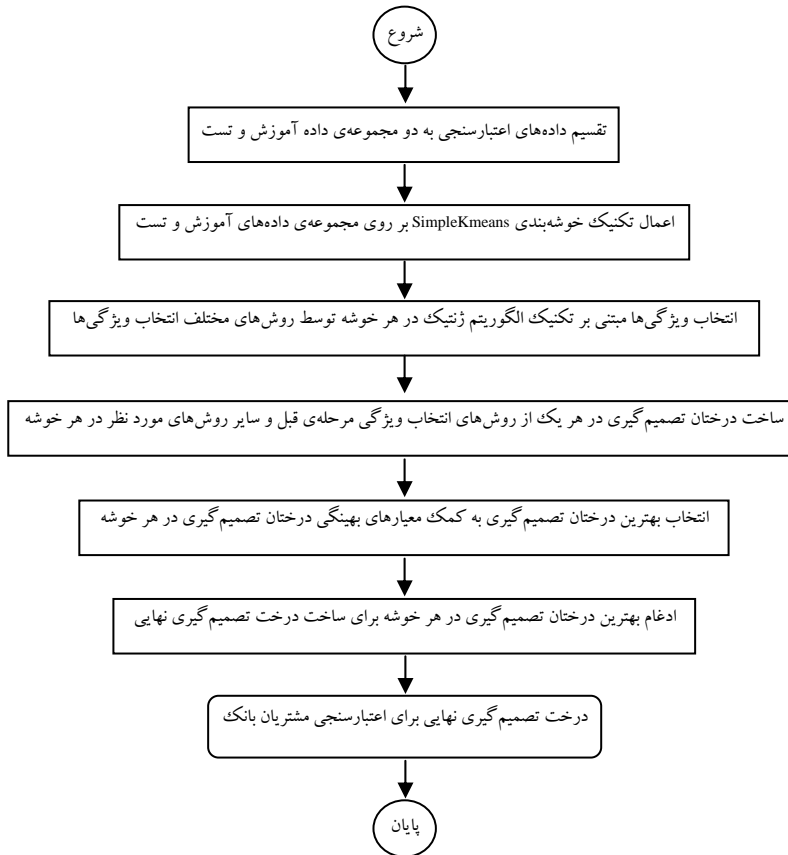 شروع
تقسیم داده‌های اعتبارسنجی به دو مجموعه‌ی داده آموزش و تست
اعمال تکنیک خوشه‌بندی SimpleKmeans بر روی مجموعه‌ی داده‌های آموزش و تست
انتخاب ویژگی‌ها مبتنی بر تکنیک الگوریتم ژنتیک در هر خوشه توسط روش‌های مختلف انتخاب ویژگی‌ها
ساخت درختان تصمیم‌گیری در هر یک از روش‌های انتخاب ویژگی مرحله‌ی قبل و سایر روش‌های مورد نظر در هر خوشه
انتخاب بهترین درختان تصمیم‌گیری به کمک معیارهای بهینگی درختان تصمیم‌گیری در هر خوشه
ادغام بهترین درختان تصمیم‌گیری در هر خوشه برای ساخت درخت تصمیم‌گیری نهایی
درخت تصمیم‌گیری نهایی برای اعتبارسنجی مشتریان بانک
پایان